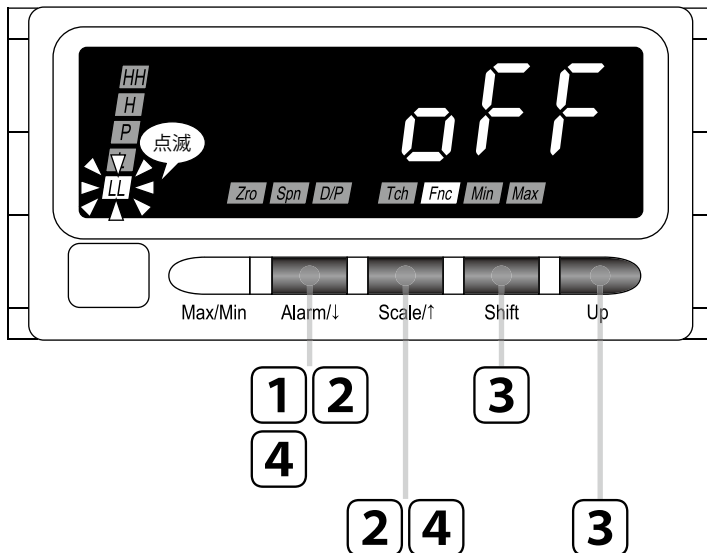 HH
H
P
LL
点滅
oFF
Zro Spn D/P Tch Fnc Min Max
Max/Min Alarm/↓ Scale/↑ Shift Up
1 2 3
4
2 4 3